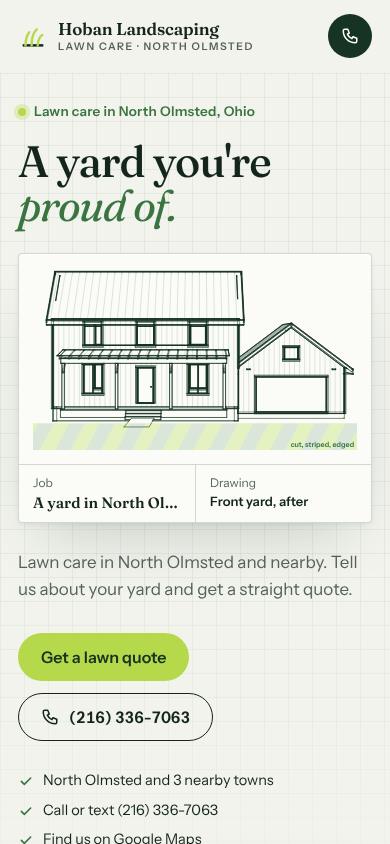 Hoban Landscaping
LAWN CARE · NORTH OLMSTED
Lawn care in North Olmsted, Ohio
A yard you're
proud of.
cut, striped, edged
Job
A yard in North Ol...
Drawing
Front yard, after
Lawn care in North Olmsted and nearby. Tell
us about your yard and get a straight quote.
Get a lawn quote
(216) 336-7063
North Olmsted and 3 nearby towns
Call or text (216) 336-7063
Find us on Google Maps